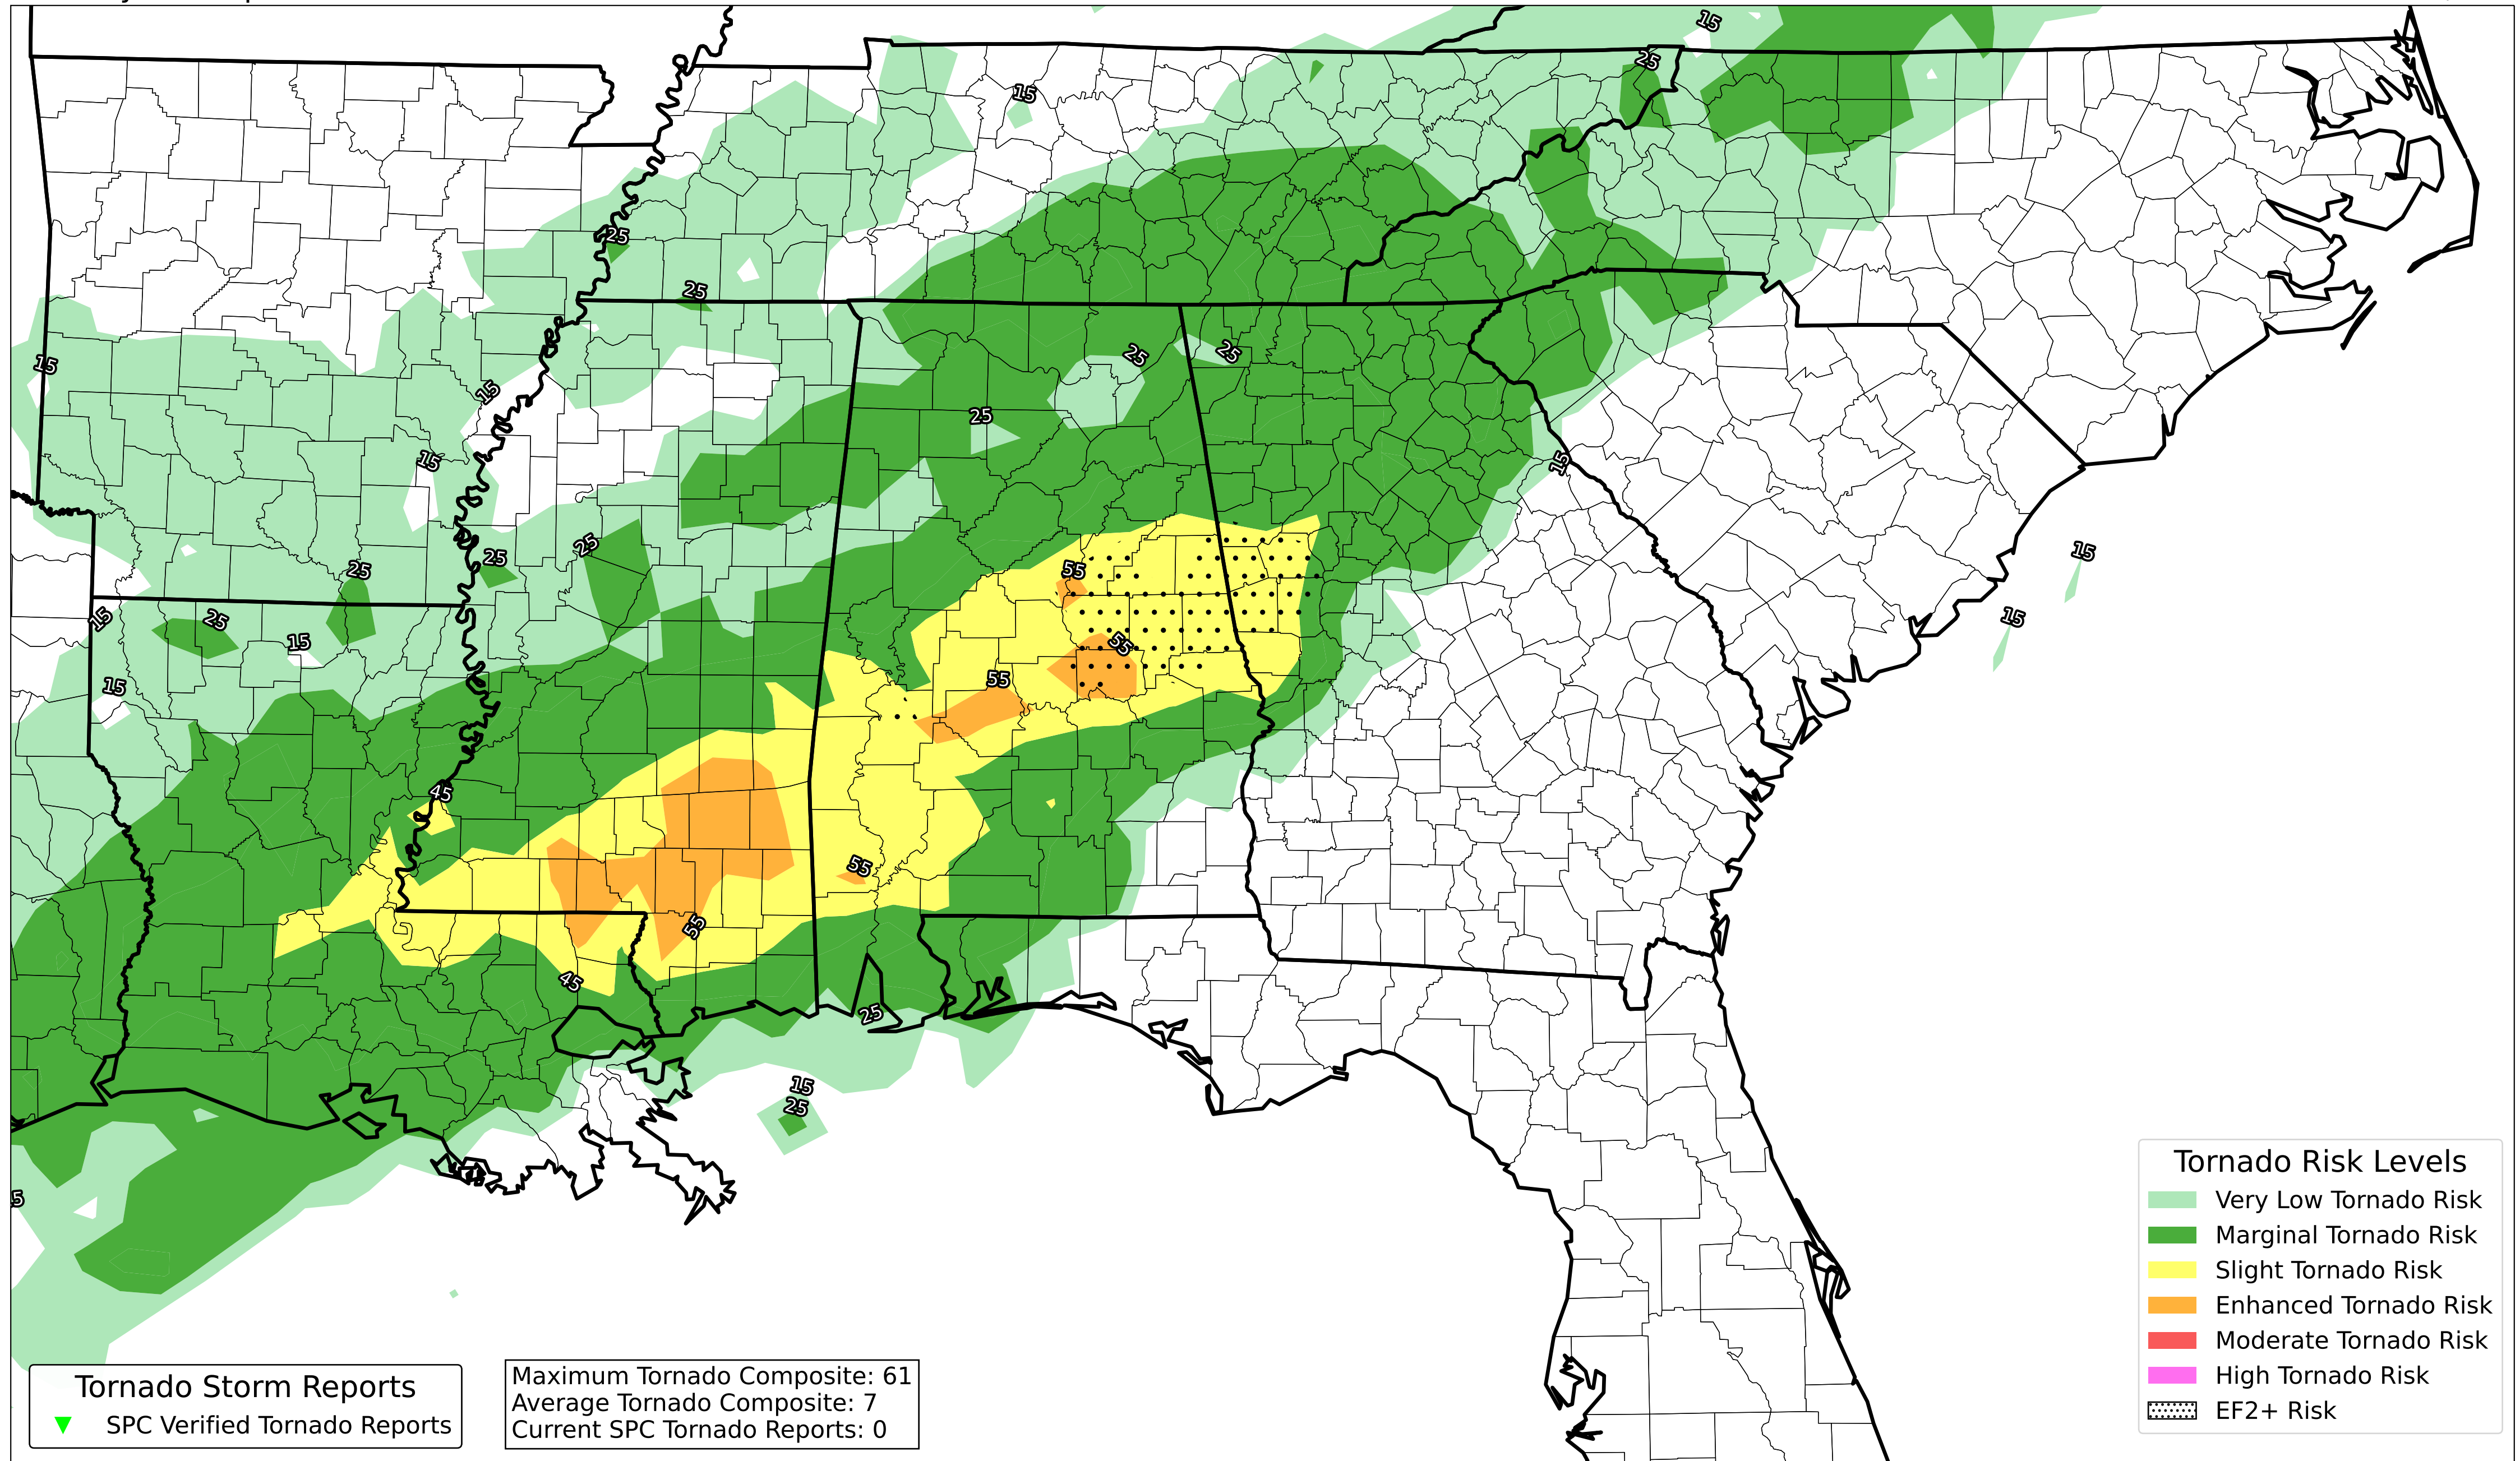 15
25
15
25
25
15
25
25
25
15
15
15
25
25
25
15
55
15
25
15
15
55
15
55
15
45
55
55
45
25
15
25
5
Tornado Risk Levels
Very Low Tornado Risk
Marginal Tornado Risk
Slight Tornado Risk
Enhanced Tornado Risk
Moderate Tornado Risk
High Tornado Risk
EF2+ Risk
Tornado Storm Reports
SPC Verified Tornado Reports
Maximum Tornado Composite: 61
Average Tornado Composite: 7
Current SPC Tornado Reports: 0